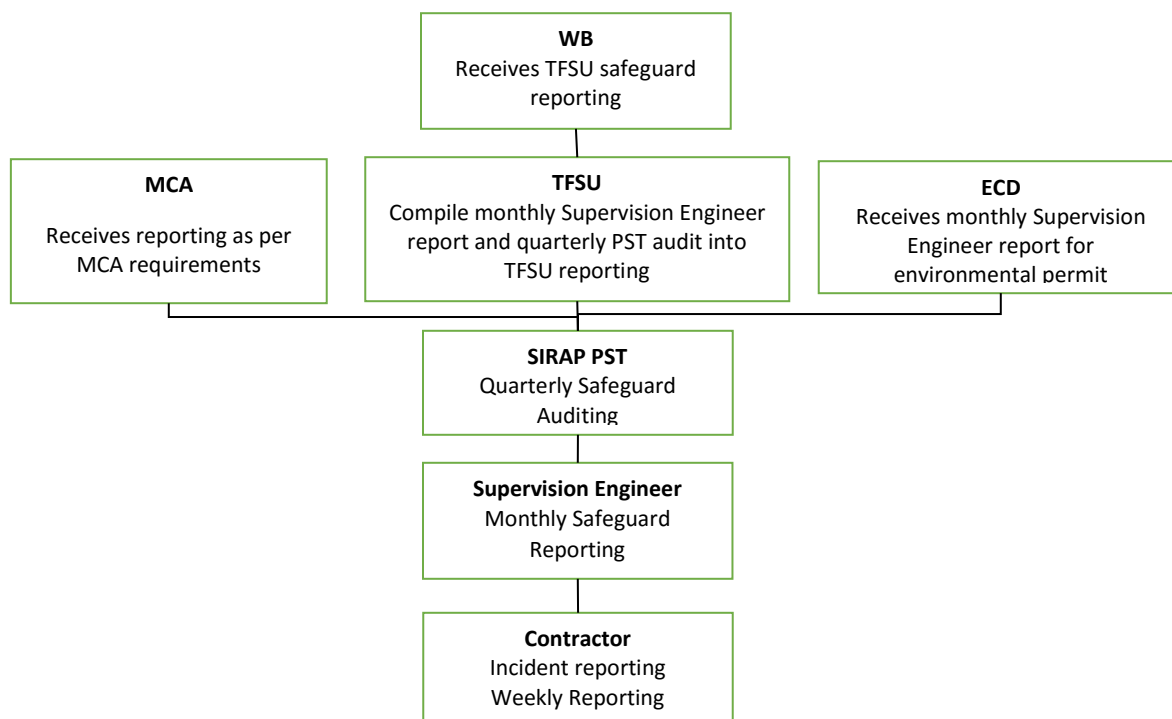 WB
Receives TFSU safeguard
reporting
MCA
Receives reporting as per
MCA requirements
TFSU
Compile monthly Supervision Engineer
report and quarterly PST audit into
TFSU reporting
ECD
Receives monthly Supervision
Engineer report for
environmental permit
SIRAP PST
Quarterly Safeguard
Auditing
Supervision Engineer
Monthly Safeguard
Reporting
Contractor
Incident reporting
Weekly Reporting